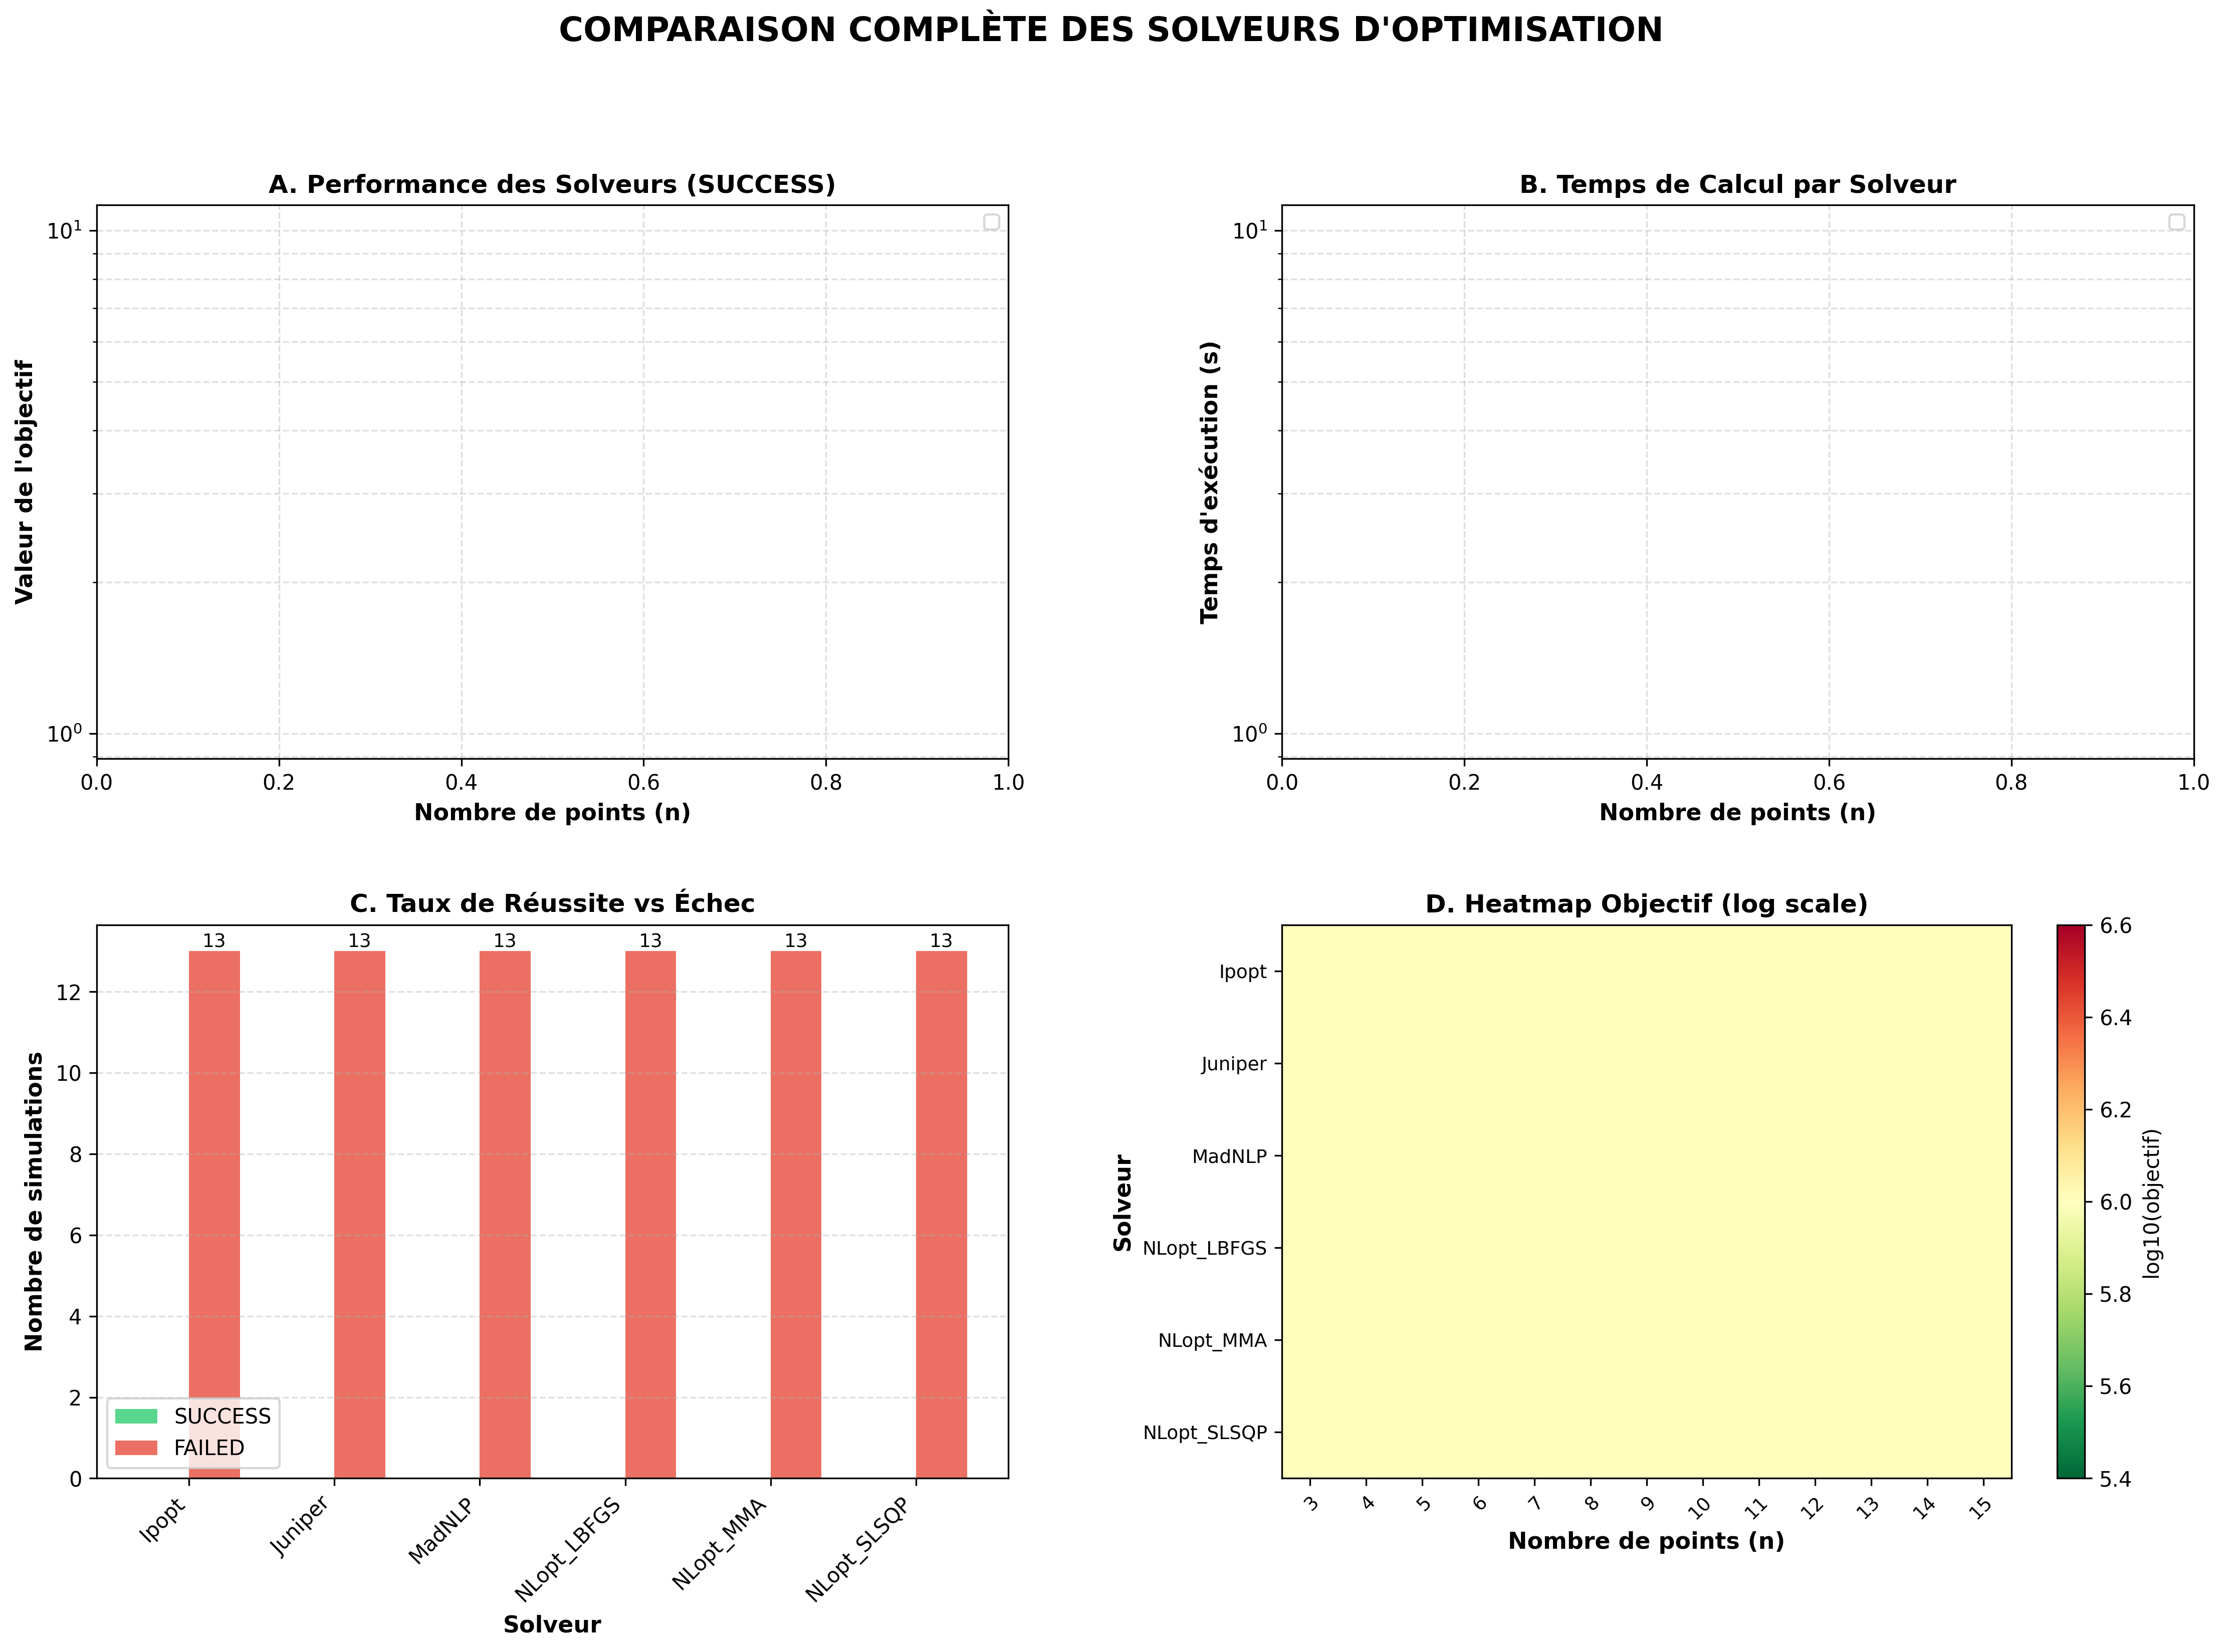 COMPARAISON COMPLÈTE DES SOLVEURS D'OPTIMISATION
A. Performance des Solveurs (SUCCESS)
Valeur de l'objectif
10¹
10⁰
0.0 0.2 0.4 0.6 0.8 1.0
Nombre de points (n)
B. Temps de Calcul par Solveur
Temps d'exécution (s)
10¹
10⁰
0.0 0.2 0.4 0.6 0.8 1.0
Nombre de points (n)
C. Taux de Réussite vs Échec
Nombre de simulations
13 13 13 13 13 13
12
10
8
6
4
2
0
SUCCESS
FAILED
Ipopt Juniper MadNLP NLopt_LBFGS NLopt_MMA NLopt_SLSQP
Solveur
D. Heatmap Objectif (log scale)
Solveur
Ipopt
Juniper
MadNLP
NLopt_LBFGS
NLopt_MMA
NLopt_SLSQP
3 4 5 6 7 8 9 10 11 12 13 14 15
Nombre de points (n)
6.6
6.4
6.2
6.0
5.8
5.6
5.4
log10(objectif)